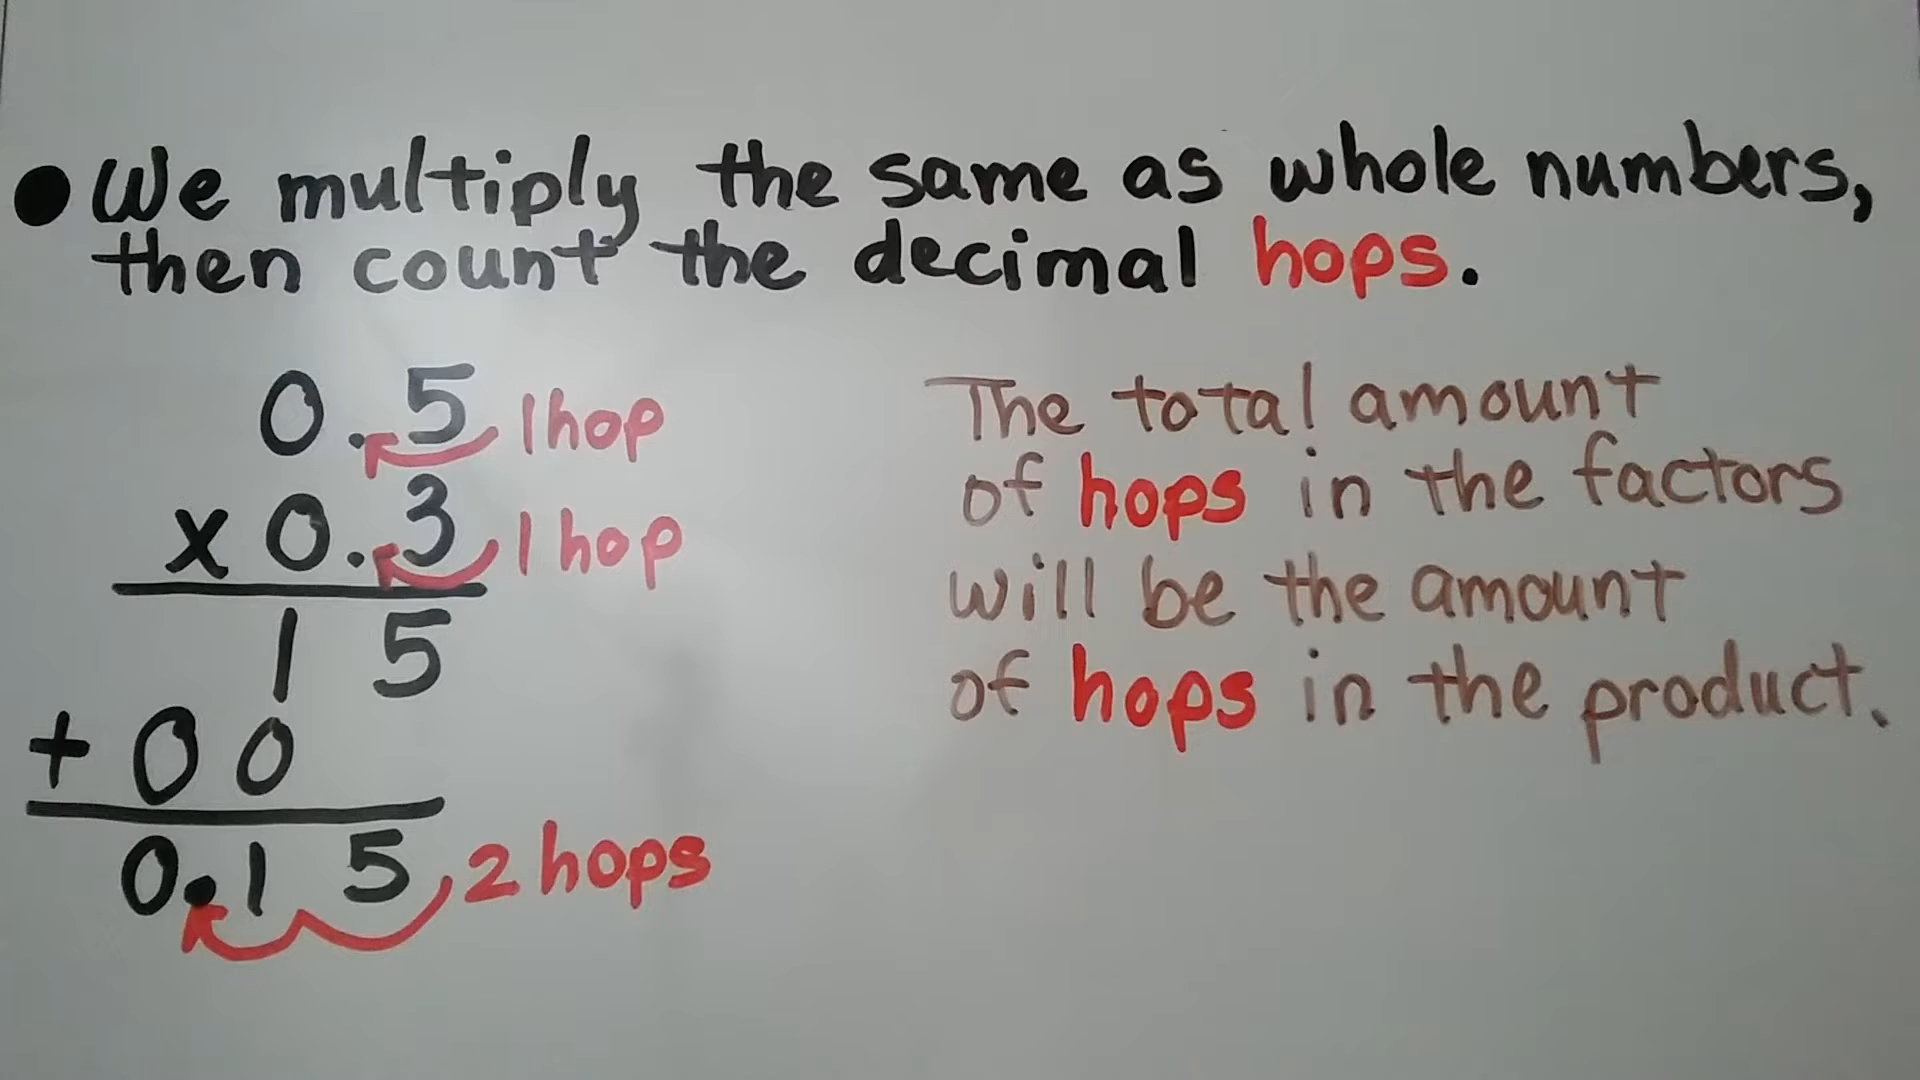 ● We multiply the same as whole numbers,
then count the decimal hops.
0.5 1 hop
x 0.3 1 hop
1 5
+ 0 0
0.1 5 2 hops
The total amount
of hops in the factors
will be the amount
of hops in the product.